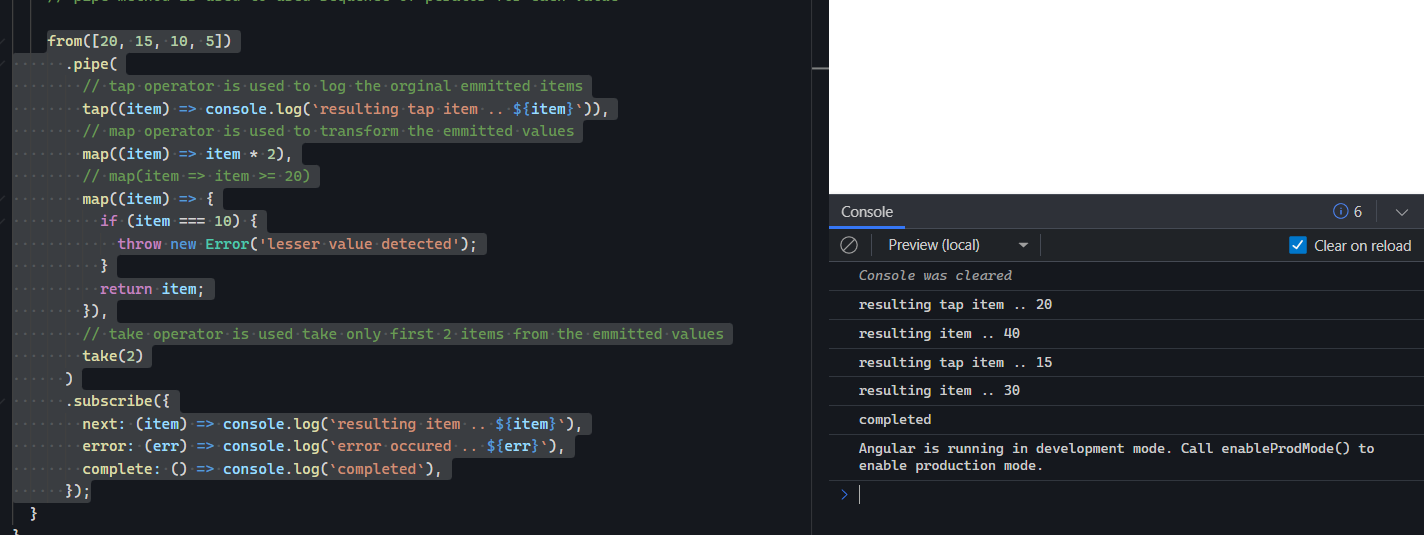 // pipe method is used to used sequence of
for each value
from([20, 15, 10, 5])
.pipe(
// tap operator is used to log the orginal emmitted items
tap((item) => console.log(`resulting tap item .. ${item}`)),
// map operator is used to transform the emmitted values
map((item) => item * 2),
// map(item => item >= 20)
map((item) => {
if (item === 10) {
throw new Error('lesser value detected');
}
return item;
}),
// take operator is used take only first 2 items from the emmitted values
take(2)
)
.subscribe({
next: (item) => console.log(`resulting item .. ${item}`),
error: (err) => console.log(`error occured .. ${err}`),
complete: () => console.log(`completed`),
});
}
Console
6
Preview (local)
Clear on reload
Console was cleared
resulting tap item .. 20
resulting item .. 40
resulting tap item .. 15
resulting item .. 30
completed
Angular is running in development mode. Call enableProdMode() to
enable production mode.
>